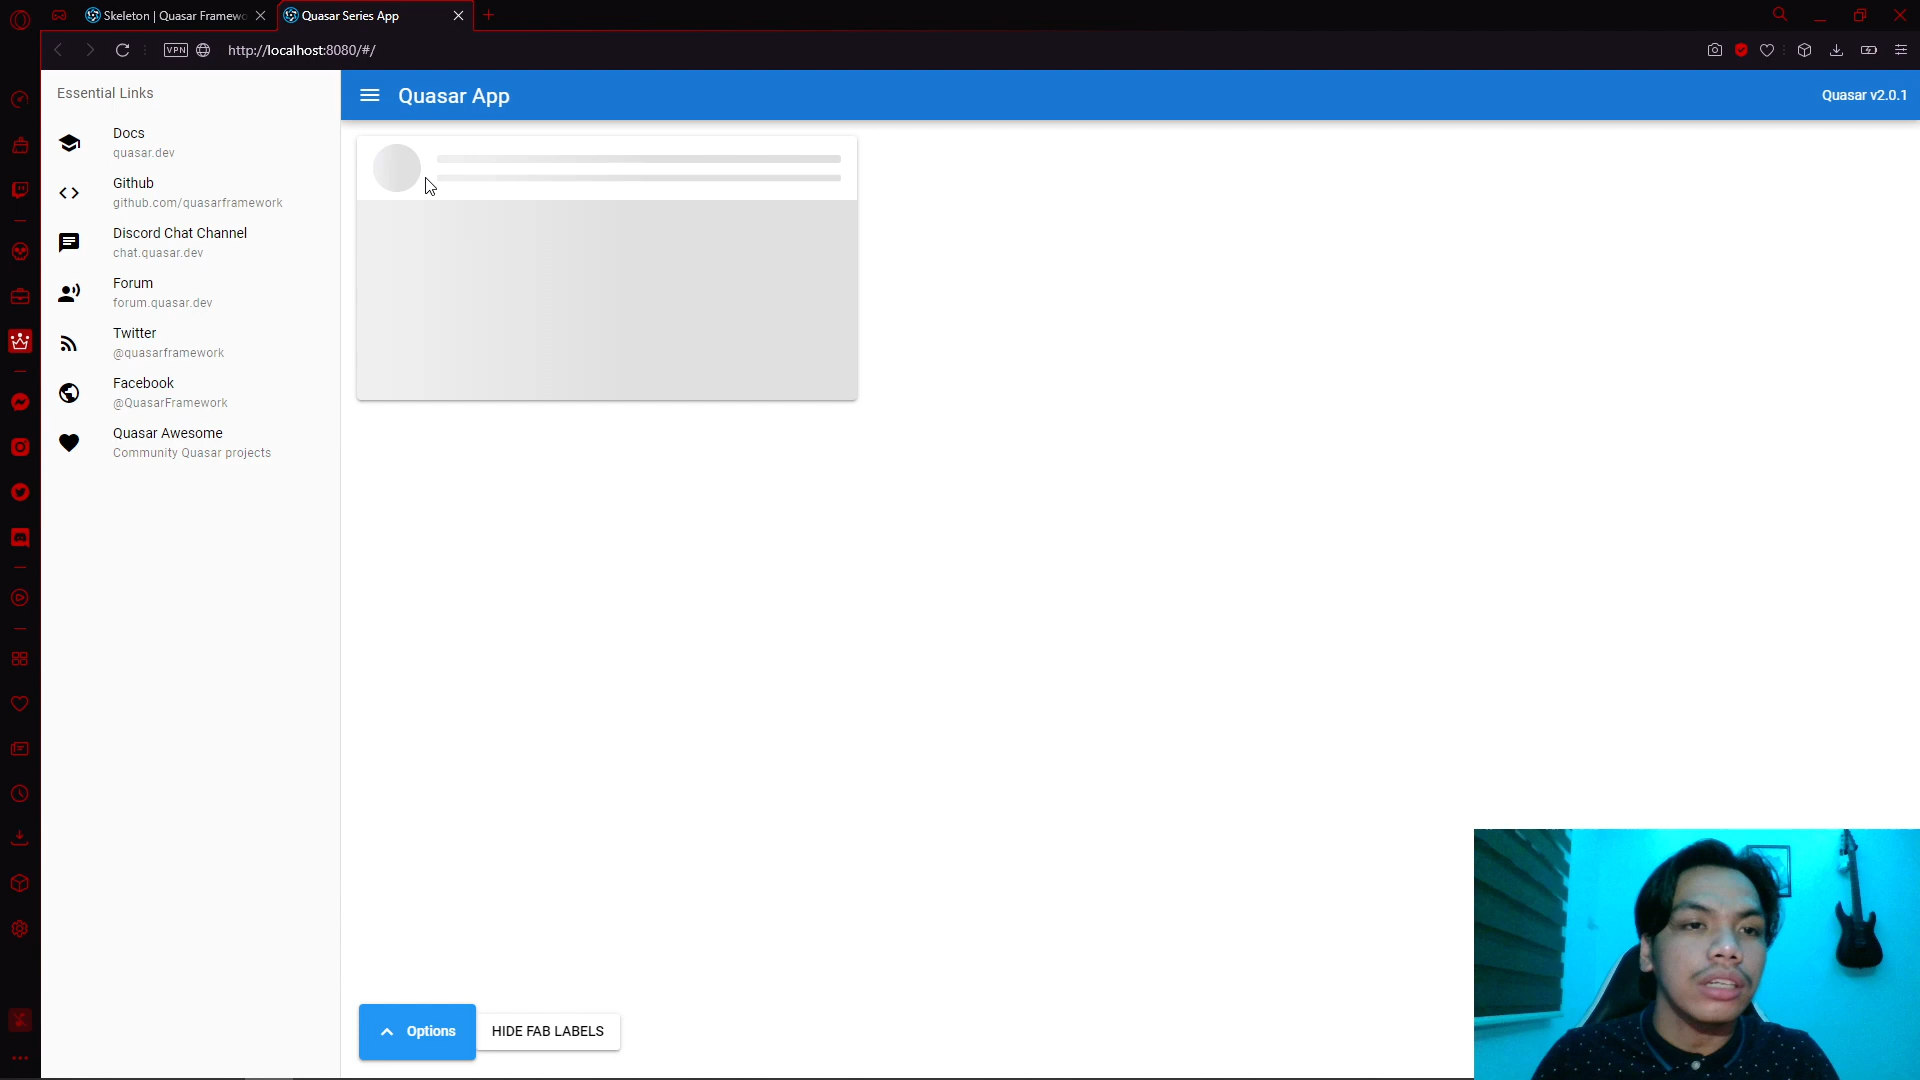 Skeleton | Quasar Framewo
Quasar Series App
VPN
http://localhost:8080/#/
Essential Links
Docs
quasar.dev
Github
github.com/quasarframework
Discord Chat Channel
chat.quasar.dev
Forum
forum.quasar.dev
Twitter
@quasarframework
Facebook
@QuasarFramework
Quasar Awesome
Community Quasar projects
Quasar App
Quasar v2.0.1
Options
HIDE FAB LABELS